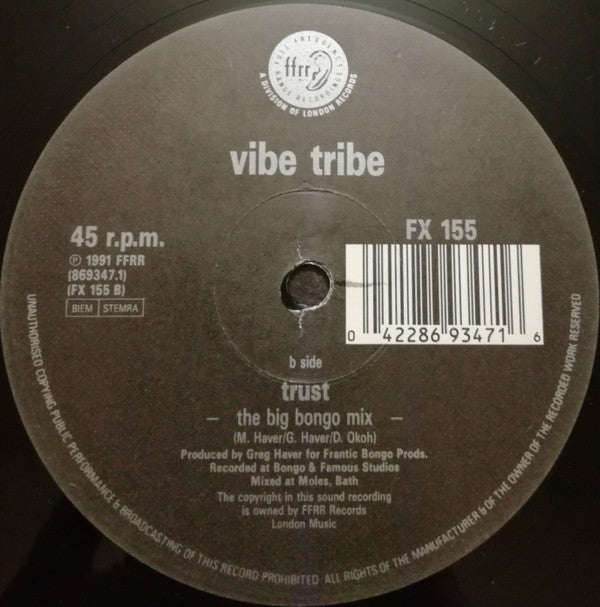 FULL FREQUENCY
ffrr
RANGE RECORDINGS
A DIVISION OF LONDON RECORDS
vibe tribe
45 r.p.m.
℗ 1991 FFRR
(869347.1)
(FX 155 B)
BIEM STEMRA
FX 155
0 42286 93471 6
b side
trust
– the big bongo mix –
(M. Haver/G. Haver/D. Okoh)
Produced by Greg Haver for Frantic Bongo Prods.
Recorded at Bongo & Famous Studios
Mixed at Moles, Bath
The copyright in this sound recording
is owned by FFRR Records
London Music
UNAUTHORISED COPYING PUBLIC PERFORMANCE & BROADCASTING OF THIS RECORD PROHIBITED ALL RIGHTS OF THE MANUFACTURER & OF THE OWNER OF THE RECORDED WORK RESERVED